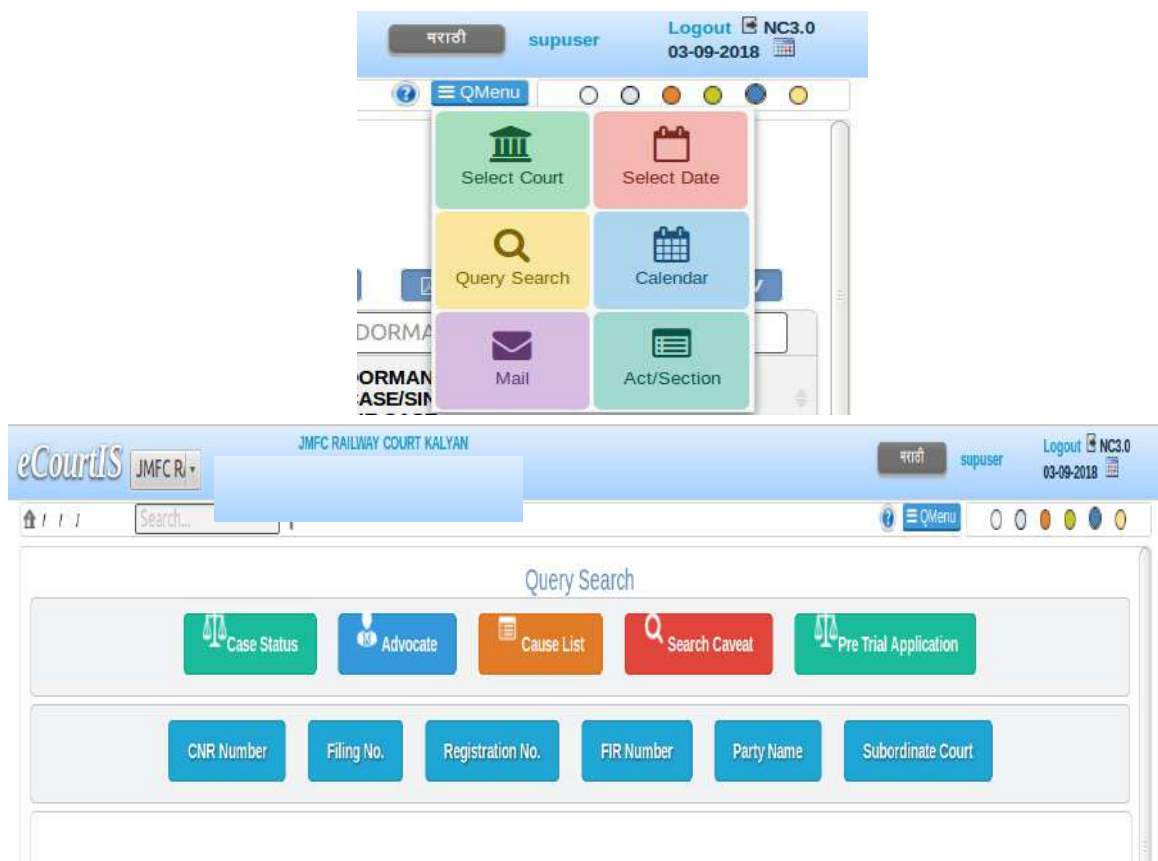 मराठी supuser Logout NC3.0
03-09-2018
? QMenu
Select Court Select Date
Query Search Calendar
DORMA
ORMAN
CASE/SIN
Mail Act/Section
eCourtIS JMFC R JMFC RAILWAY COURT KALYAN मराठी supuser Logout NC3.0
03-09-2018
/ / / Search... ? QMenu
Query Search
Case Status Advocate Cause List Search Caveat Pre Trial Application
CNR Number Filing No. Registration No. FIR Number Party Name Subordinate Court